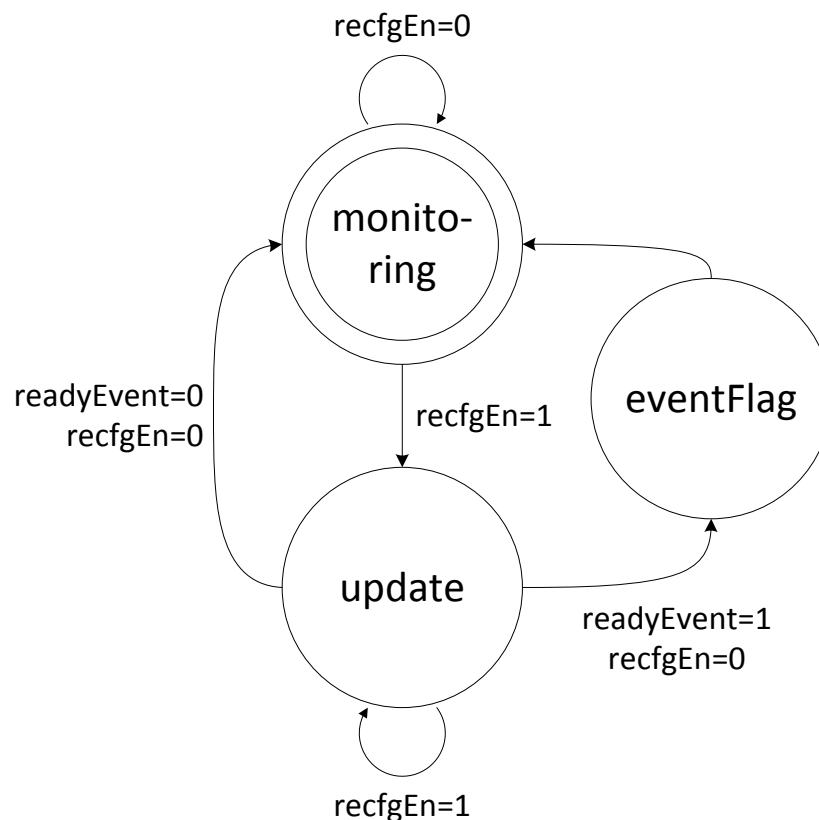 recfgEn=0
monito-
ring
readyEvent=0
recfgEn=0
recfgEn=1
eventFlag
update
readyEvent=1
recfgEn=0
recfgEn=1